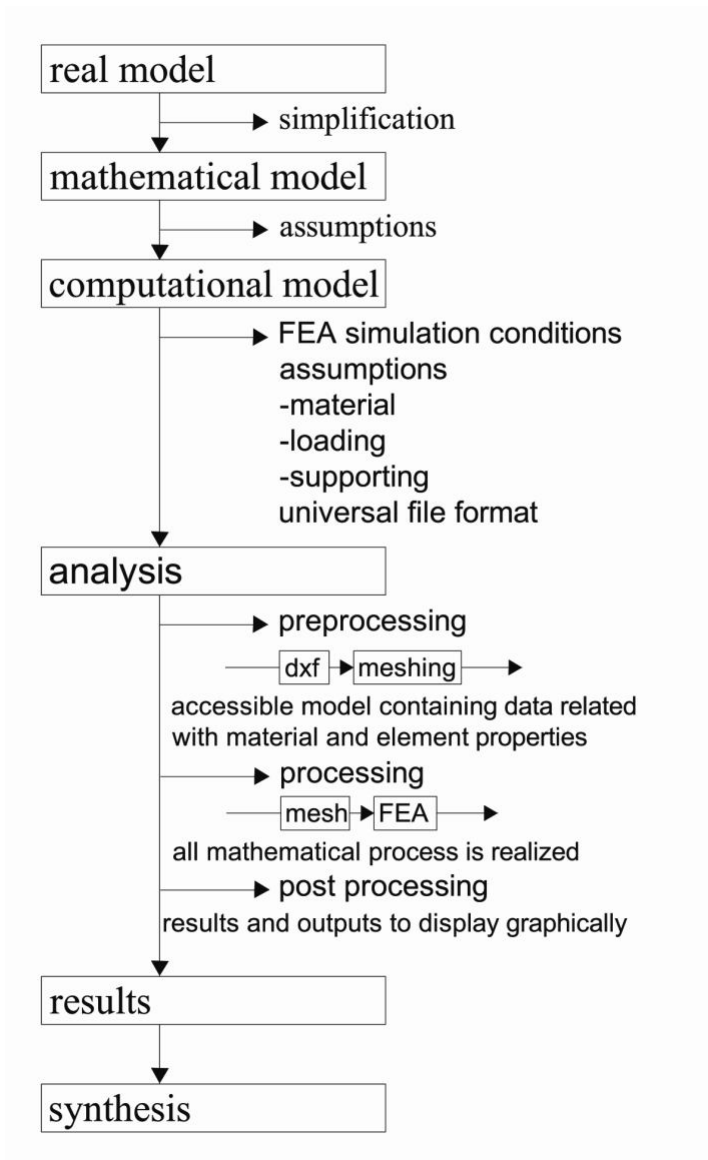 real model
simplification
mathematical model
assumptions
computational model
FEA simulation conditions
assumptions
-material
-loading
-supporting
universal file format
analysis
preprocessing
dxf meshing
accessible model containing data related
with material and element properties
processing
mesh FEA
all mathematical process is realized
post processing
results and outputs to display graphically
results
synthesis